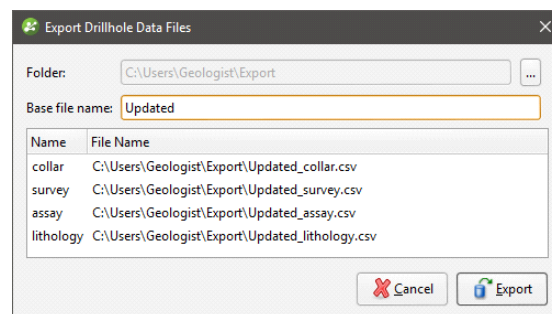 Export Drillhole Data Files
Folder: C:\Users\Geologist\Export ...
Base file name: Updated
Name File Name
collar C:\Users\Geologist\Export\Updated_collar.csv
survey C:\Users\Geologist\Export\Updated_survey.csv
assay C:\Users\Geologist\Export\Updated_assay.csv
lithology C:\Users\Geologist\Export\Updated_lithology.csv
Cancel Export